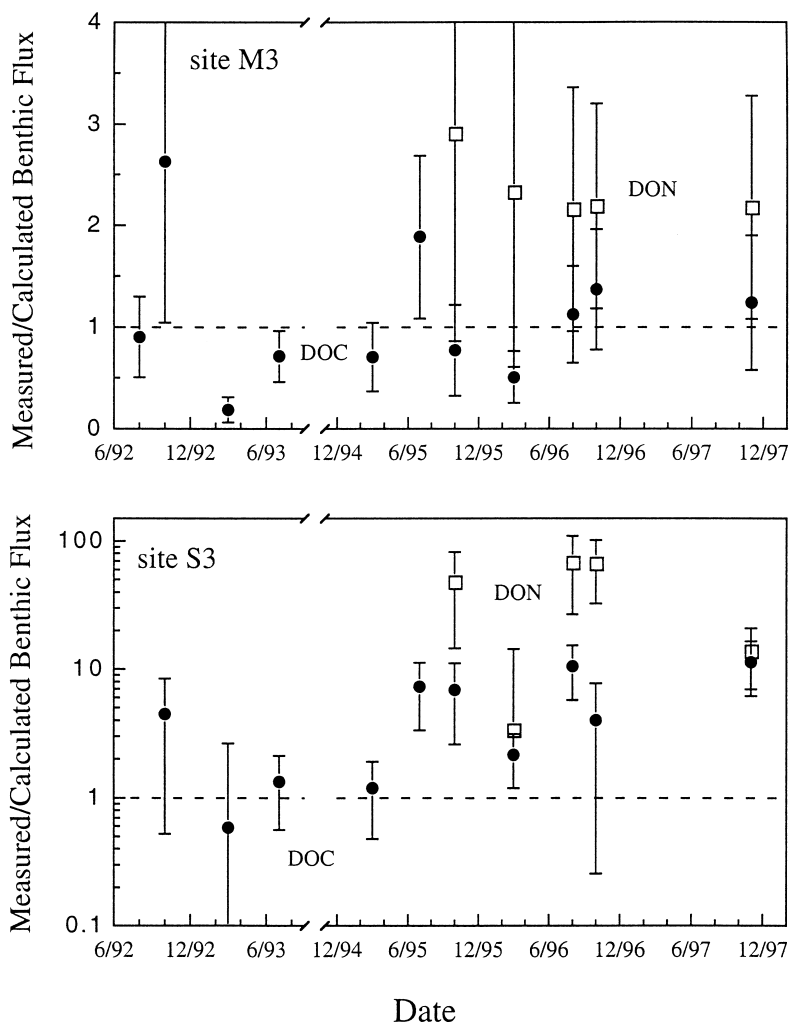 Measured/Calculated Benthic Flux
site M3
4
3
2
1
0
DON
DOC
6/92 12/92 6/93 12/94 6/95 12/95 6/96 12/96 6/97 12/97
Measured/Calculated Benthic Flux
site S3
100
10
1
0.1
DON
DOC
6/92 12/92 6/93 12/94 6/95 12/95 6/96 12/96 6/97 12/97
Date